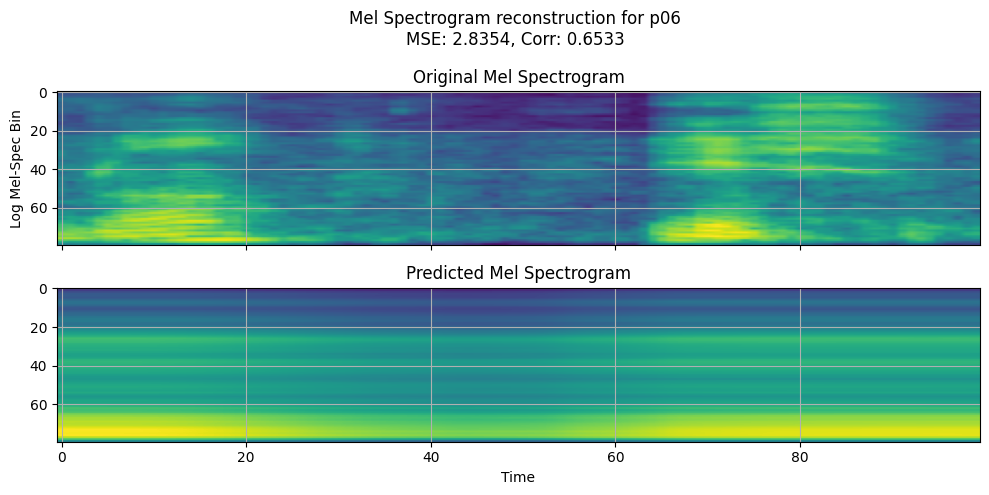 Mel Spectrogram reconstruction for p06
MSE: 2.8354, Corr: 0.6533
Original Mel Spectrogram
0
20
40
60
Log Mel-Spec Bin
Predicted Mel Spectrogram
0
20
40
60
0 20 40 60 80
Time